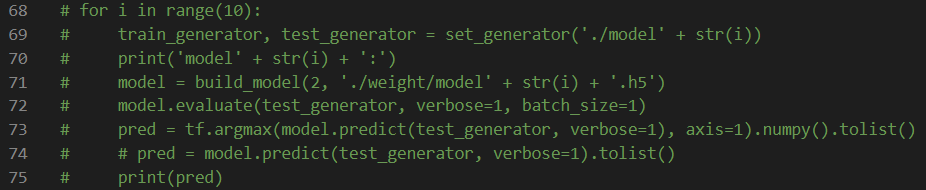 68 # for i in range(10):
69 #     train_generator, test_generator = set_generator('./model' + str(i))
70 #     print('model' + str(i) + ':')
71 #     model = build_model(2, './weight/model' + str(i) + '.h5')
72 #     model.evaluate(test_generator, verbose=1, batch_size=1)
73 #     pred = tf.argmax(model.predict(test_generator, verbose=1), axis=1).numpy().tolist()
74 #     # pred = model.predict(test_generator, verbose=1).tolist()
75 #     print(pred)